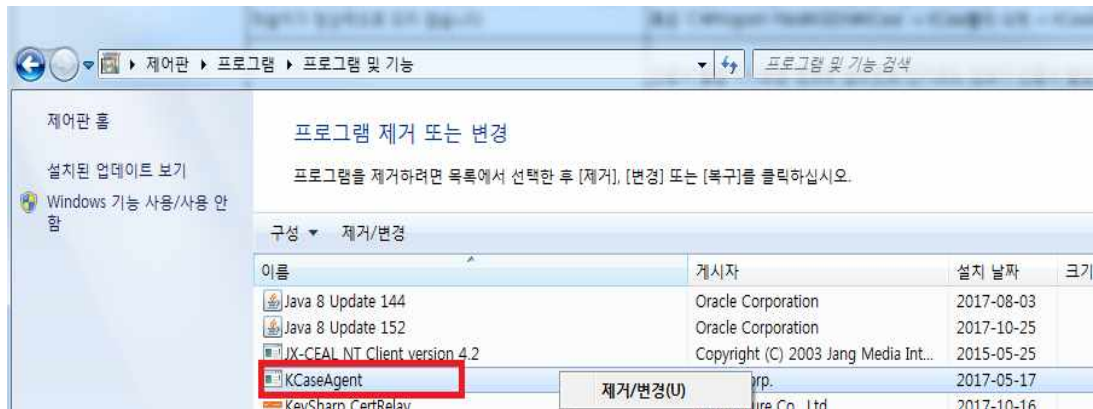 제어판 ▸ 프로그램 ▸ 프로그램 및 기능
프로그램 및 기능 검색
제어판 홈
설치된 업데이트 보기
Windows 기능 사용/사용 안
함
프로그램 제거 또는 변경
프로그램을 제거하려면 목록에서 선택한 후 [제거], [변경] 또는 [복구]를 클릭하십시오.
구성 ▾ 제거/변경
이름 게시자 설치 날짜 크기
Java 8 Update 144 Oracle Corporation 2017-08-03
Java 8 Update 152 Oracle Corporation 2017-10-25
JX-CEAL NT Client version 4.2 Copyright (C) 2003 Jang Media Int... 2015-05-25
KCaseAgent 제거/변경(U) 2017-05-17
KeySharp CertRelay Co., Ltd. 2017-10-16